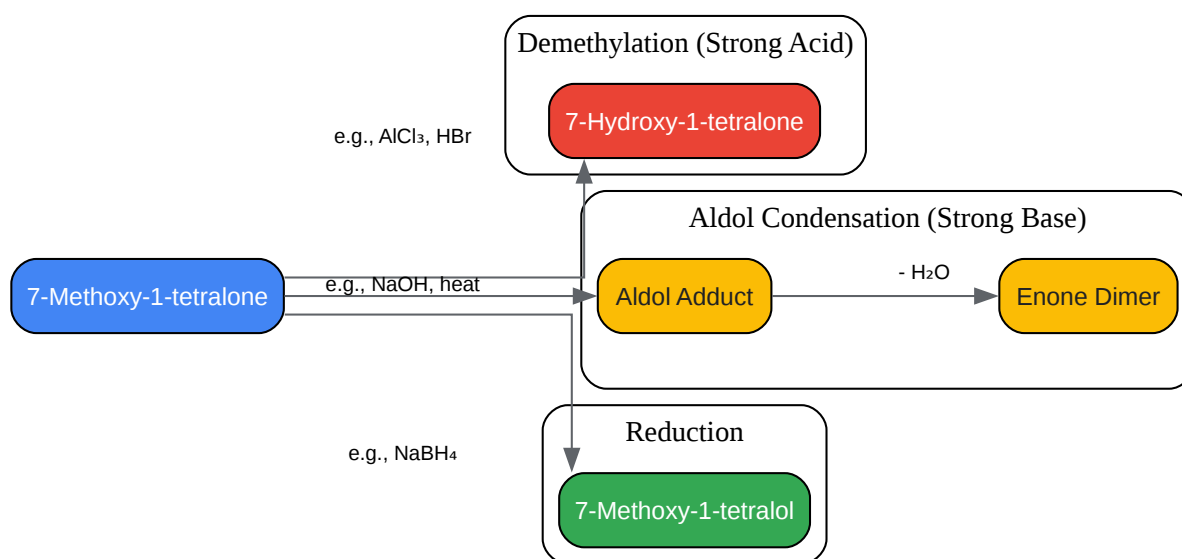 Demethylation (Strong Acid)
7-Hydroxy-1-tetralone
e.g., AlCl₃, HBr
Aldol Condensation (Strong Base)
7-Methoxy-1-tetralone
e.g., NaOH, heat
Aldol Adduct
- H₂O
Enone Dimer
Reduction
e.g., NaBH₄
7-Methoxy-1-tetralol